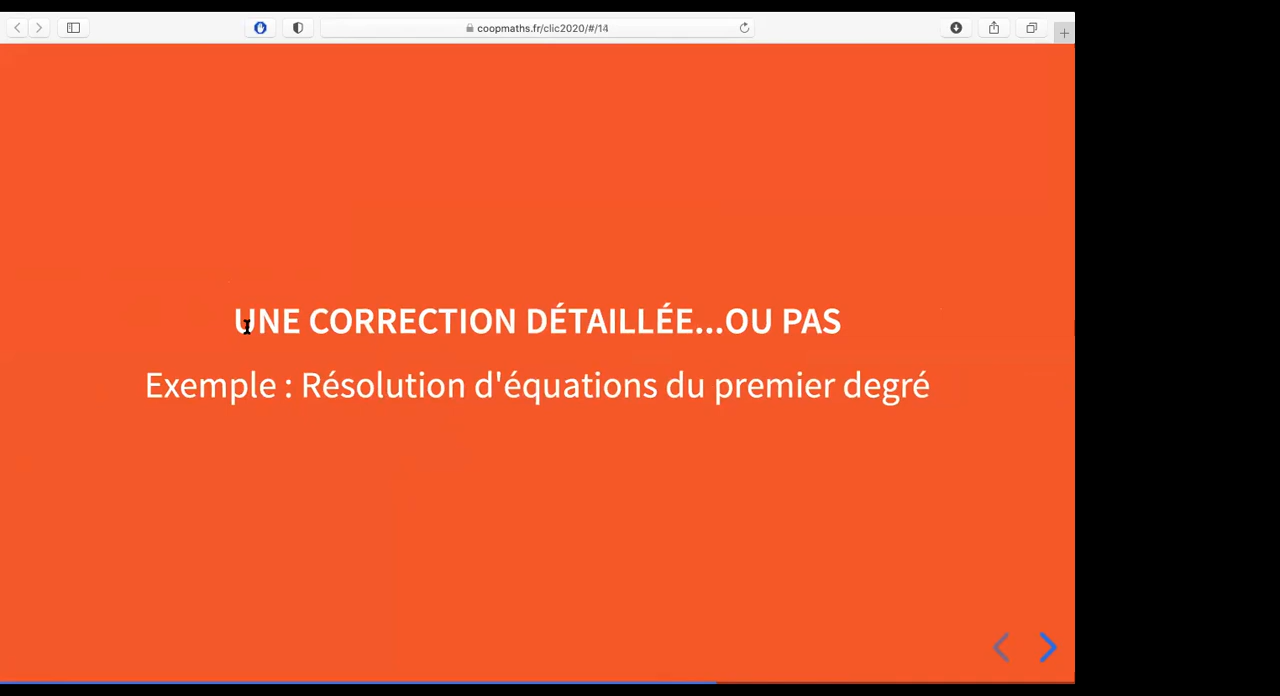 coopmaths.fr/clic2020/#/14
UNE CORRECTION DÉTAILLÉE...OU PAS
Exemple : Résolution d'équations du premier degré